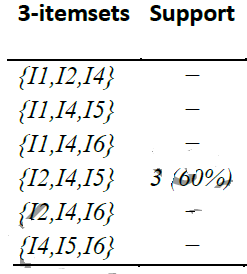 3-itemsets Support
{I1,I2,I4} –
{I1,I4,I5} –
{I1,I4,I6} –
{I2,I4,I5} 3 (60%)
{I2,I4,I6} –
{I4,I5,I6} –